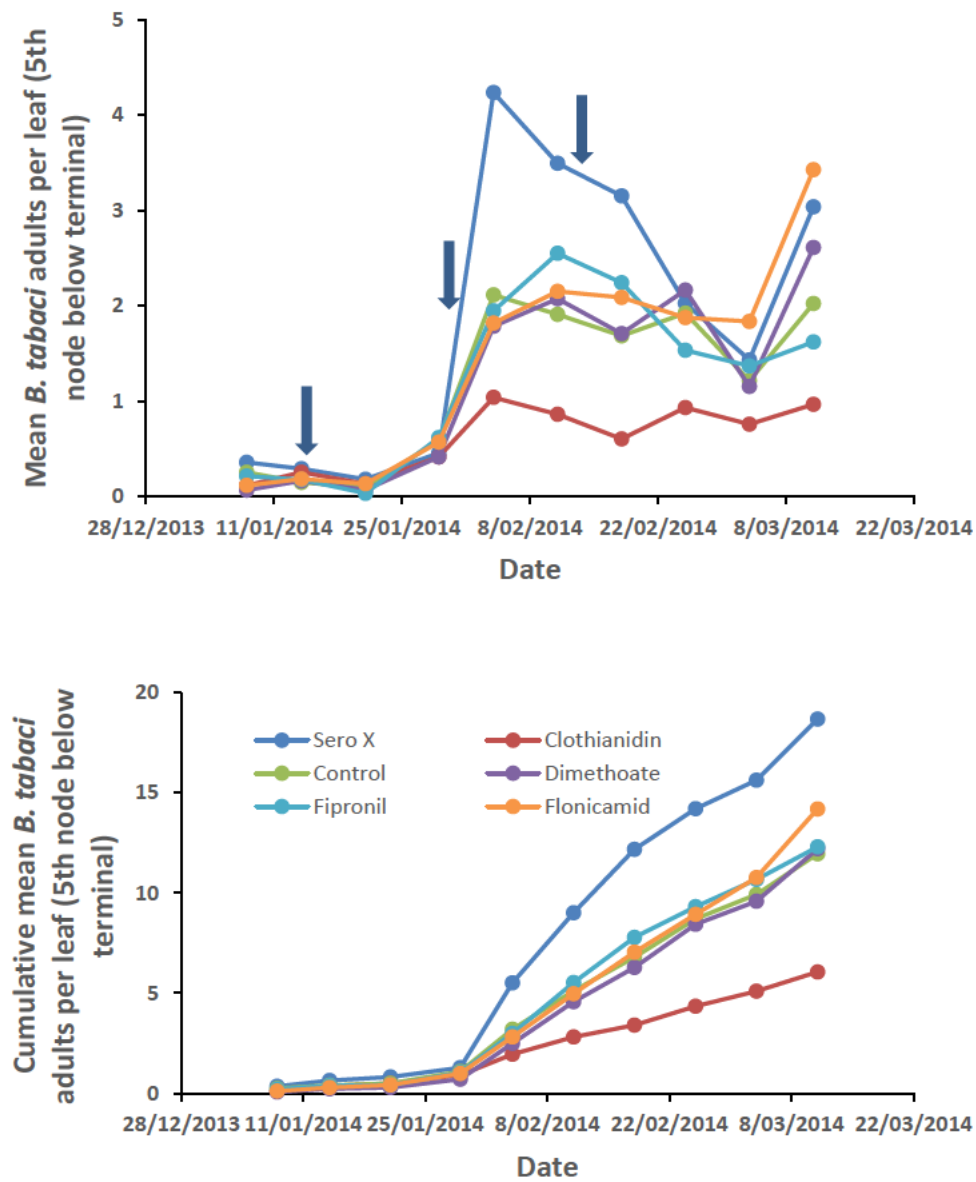 Mean B. tabaci adults per leaf (5th
node below terminal)
5
4
3
2
1
0
28/12/2013 11/01/2014 25/01/2014 8/02/2014 22/02/2014 8/03/2014 22/03/2014
Date
Cumulative mean B. tabaci
adults per leaf (5th node below
terminal)
20
15
10
5
0
Sero X Clothianidin
Control Dimethoate
Fipronil Flonicamid
28/12/2013 11/01/2014 25/01/2014 8/02/2014 22/02/2014 8/03/2014 22/03/2014
Date